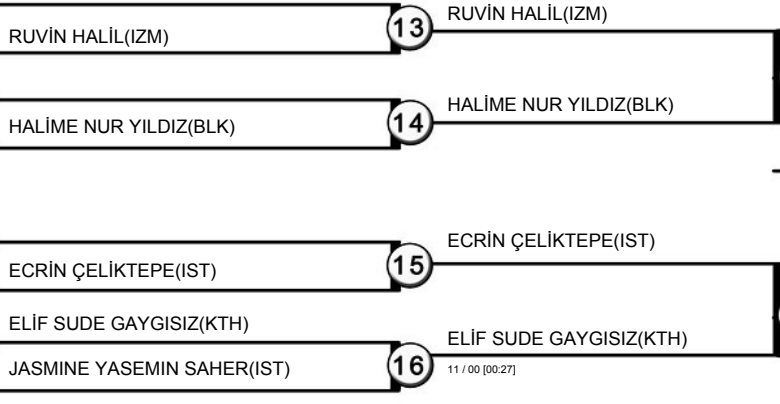 RUVİN HALİL(IZM)
13
RUVİN HALİL(IZM)
HALİME NUR YILDIZ(BLK)
14
HALİME NUR YILDIZ(BLK)
ECRİN ÇELİKTEPE(IST)
15
ECRİN ÇELİKTEPE(IST)
ELİF SUDE GAYGISIZ(KTH)
JASMINE YASEMIN SAHER(IST)
16
ELİF SUDE GAYGISIZ(KTH)
11 / 00 [00:27]